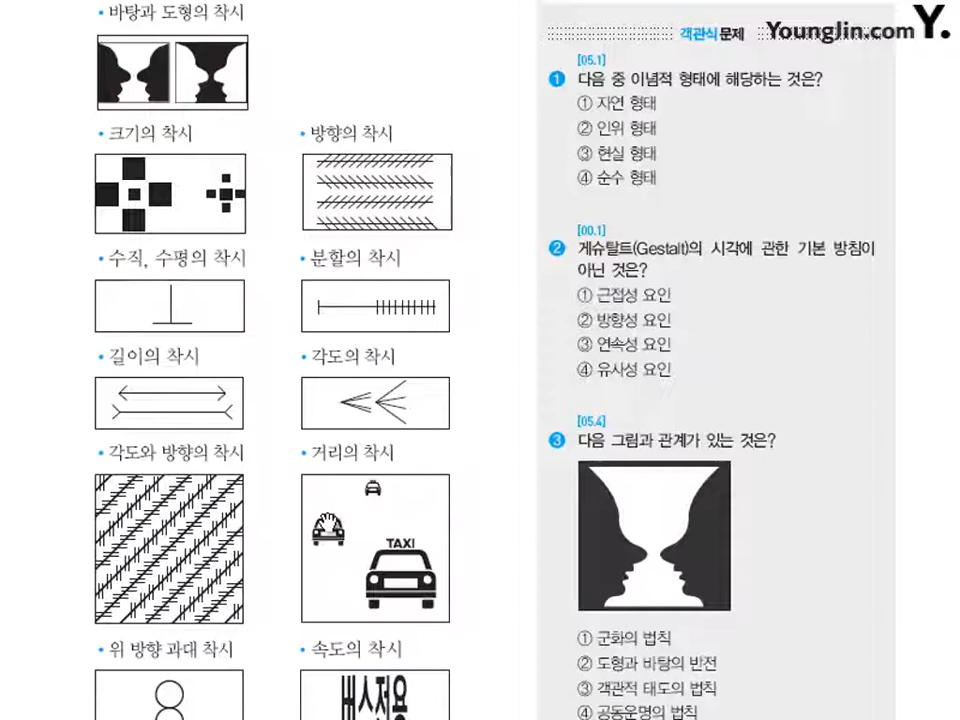 • 바탕과 도형의 착시
• 크기의 착시
• 방향의 착시
• 수직, 수평의 착시
• 분할의 착시
• 길이의 착시
• 각도의 착시
• 각도와 방향의 착시
• 거리의 착시
TAXI
• 위 방향 과대 착시
• 속도의 착시
버스전용
객관식문제
Younglin.com Y.
[05.1]
1 다음 중 이념적 형태에 해당하는 것은?
① 자연 형태
② 인위 형태
③ 현실 형태
④ 순수 형태
[00.1]
2 게슈탈트(Gestalt)의 시각에 관한 기본 방침이
아닌 것은?
① 근접성 요인
② 방향성 요인
③ 연속성 요인
④ 유사성 요인
[05.4]
3 다음 그림과 관계가 있는 것은?
① 군화의 법칙
② 도형과 바탕의 반전
③ 객관적 태도의 법칙
④ 공동운명의 법칙